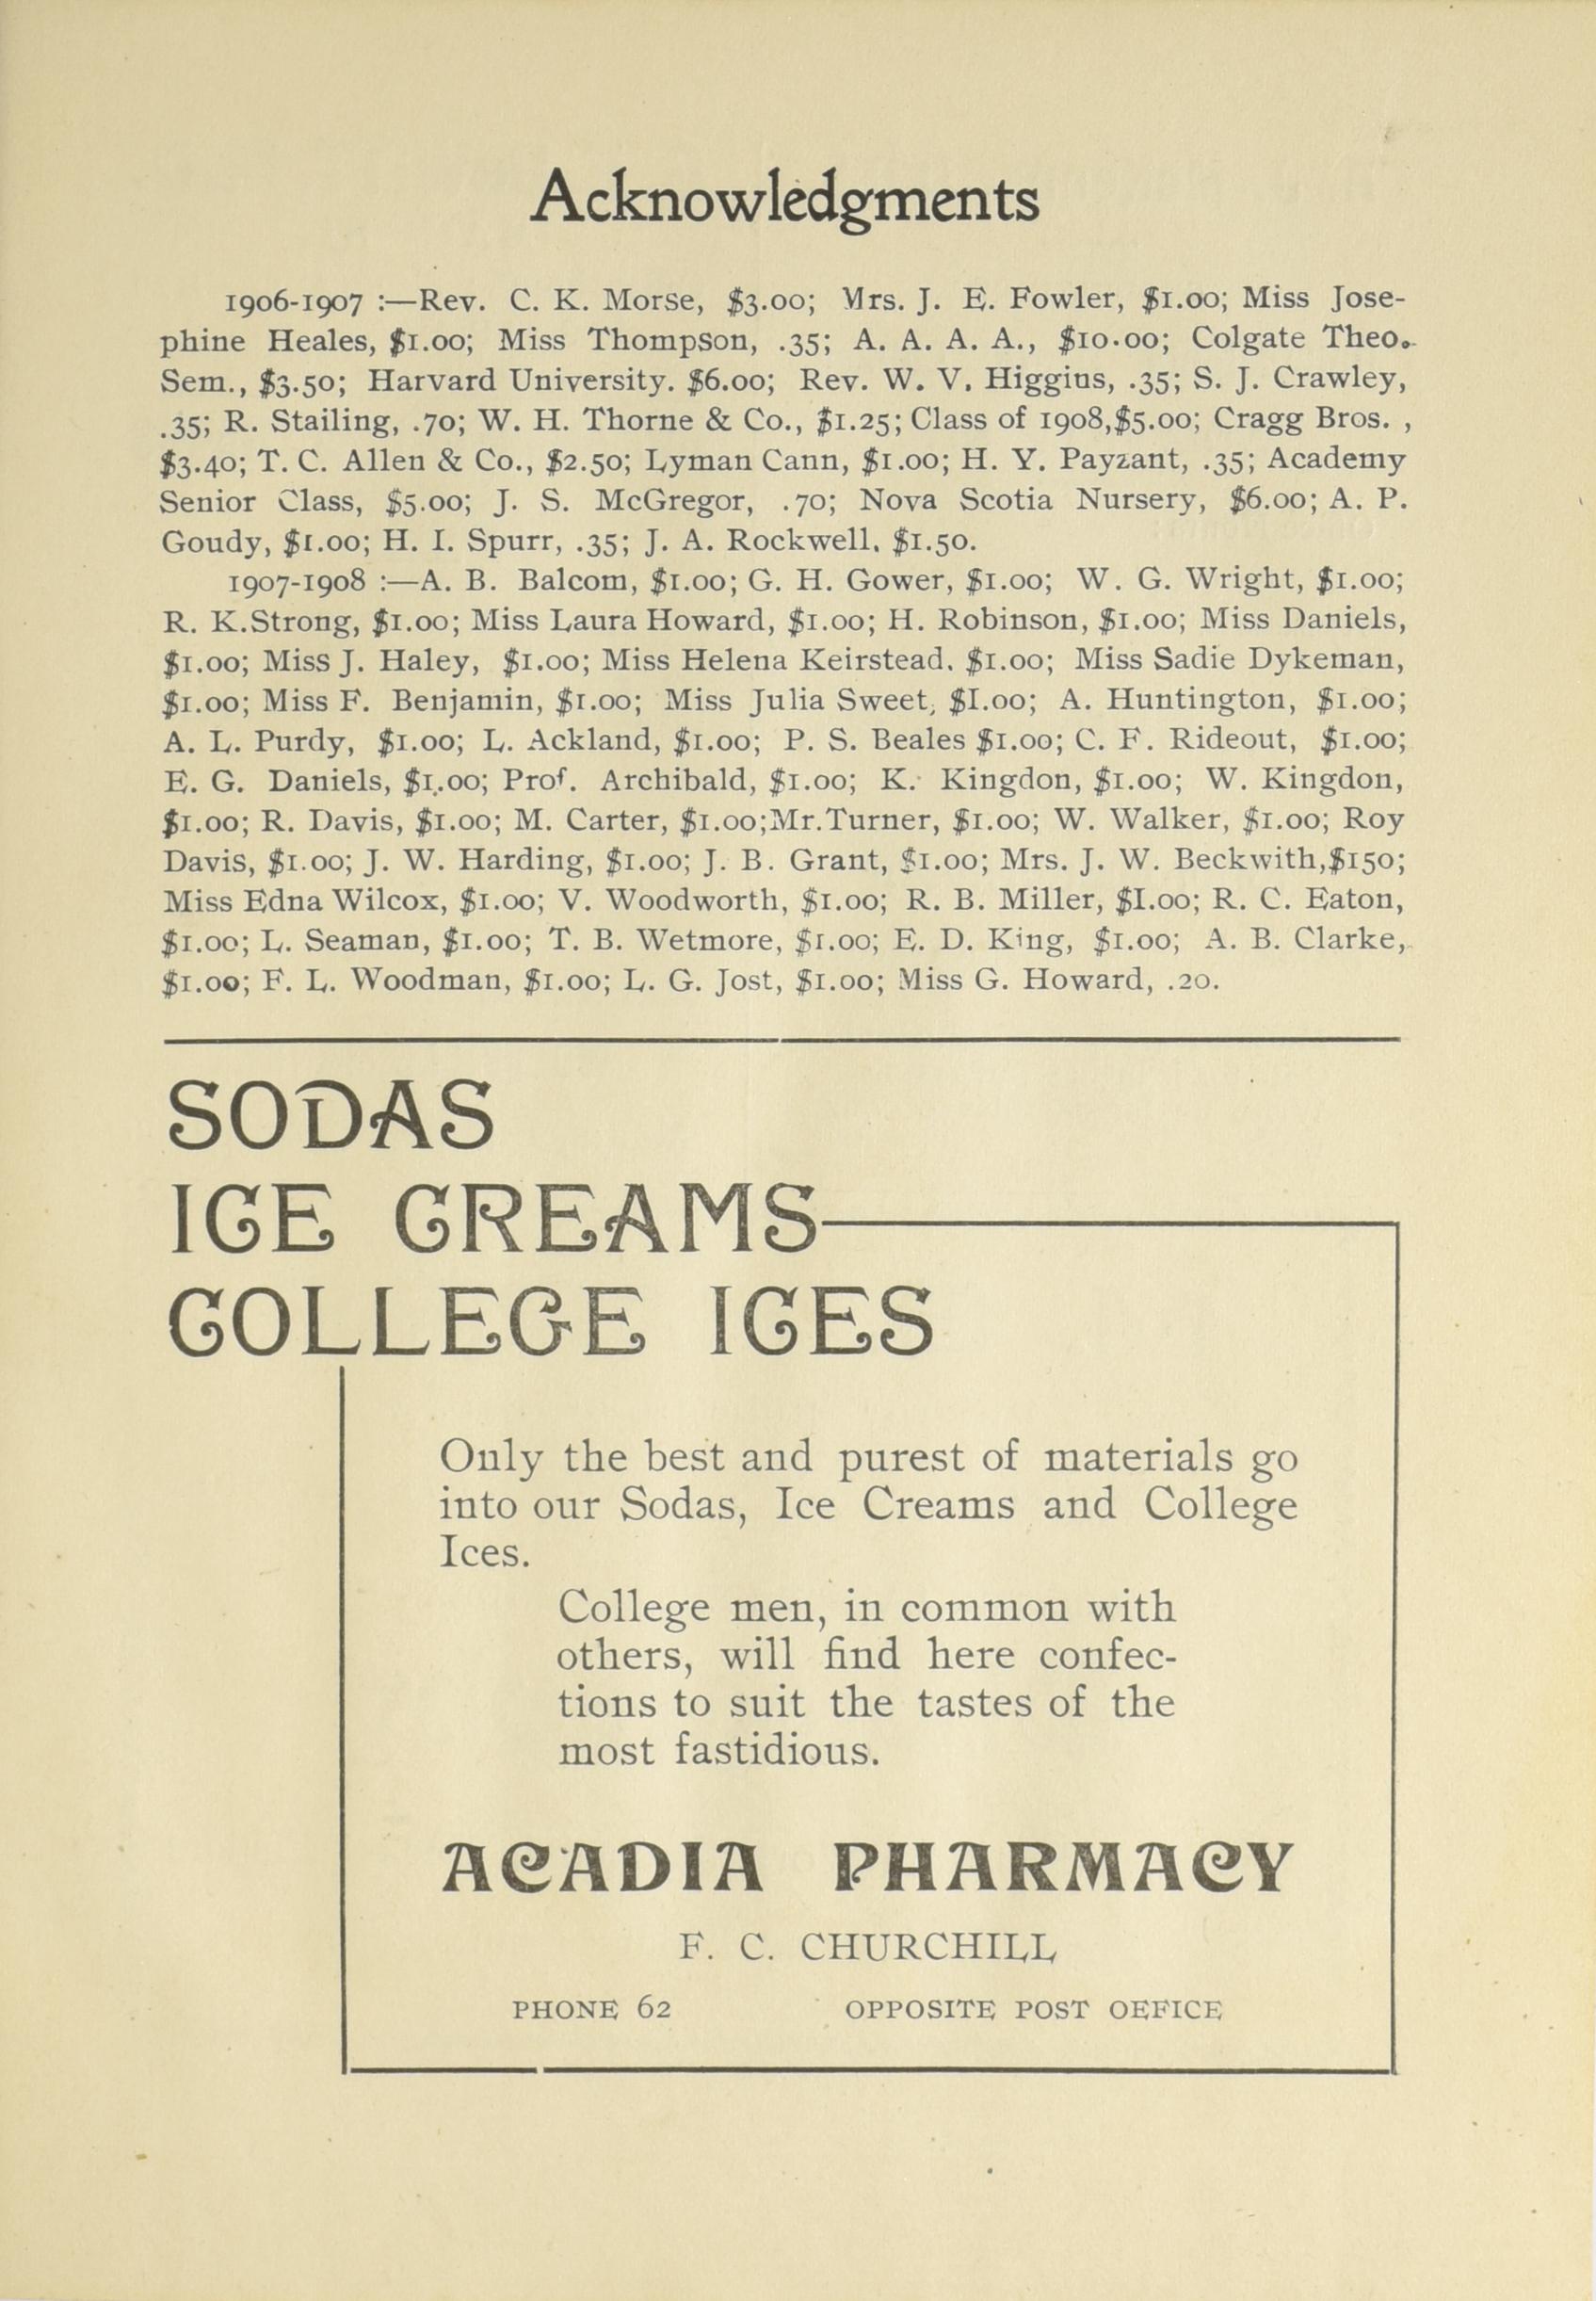 Acknowledgments
1906-1907 :—Rev. C. K. Morse, $3.00; Mrs. J. E. Fowler, $1.00; Miss Jose-
phine Heales, $1.00; Miss Thompson, .35; A. A. A. A., $10.00; Colgate Theo.
Sem., $3.50; Harvard University. $6.00; Rev. W. V. Higgins, .35; S. J. Crawley,
.35; R. Stailing, .70; W. H. Thorne & Co., $1.25; Class of 1908,$5.00; Cragg Bros. ,
$3.40; T. C. Allen & Co., $2.50; Lyman Cann, $1.00; H. Y. Payzant, .35; Academy
Senior Class, $5.00; J. S. McGregor, .70; Nova Scotia Nursery, $6.00; A. P.
Goudy, $1.00; H. I. Spurr, .35; J. A. Rockwell. $1.50.
1907-1908 :—A. B. Balcom, $1.00; G. H. Gower, $1.00; W. G. Wright, $1.00;
R. K.Strong, $1.00; Miss Laura Howard, $1.00; H. Robinson, $1.00; Miss Daniels,
$1.00; Miss J. Haley, $1.00; Miss Helena Keirstead. $1.00; Miss Sadie Dykeman,
$1.00; Miss F. Benjamin, $1.00; Miss Julia Sweet, $I.00; A. Huntington, $1.00;
A. L. Purdy, $1.00; L. Ackland, $1.00; P. S. Beales $1.00; C. F. Rideout, $1.00;
E. G. Daniels, $1.00; Prof. Archibald, $1.00; K. Kingdon, $1.00; W. Kingdon,
$1.00; R. Davis, $1.00; M. Carter, $1.00;Mr.Turner, $1.00; W. Walker, $1.00; Roy
Davis, $1.00; J. W. Harding, $1.00; J. B. Grant, $1.00; Mrs. J. W. Beckwith,$150;
Miss Edna Wilcox, $1.00; V. Woodworth, $1.00; R. B. Miller, $I.00; R. C. Eaton,
$1.00; L. Seaman, $1.00; T. B. Wetmore, $1.00; E. D. King, $1.00; A. B. Clarke,
$1.00; F. L. Woodman, $1.00; L. G. Jost, $1.00; Miss G. Howard, .20.
SODAS
ICE CREAMS
COLLEGE ICES
Only the best and purest of materials go
into our Sodas, Ice Creams and College
Ices.
College men, in common with
others, will find here confec-
tions to suit the tastes of the
most fastidious.
ACADIA PHARMACY
F. C. CHURCHILL
PHONE 62 OPPOSITE POST OEFICE